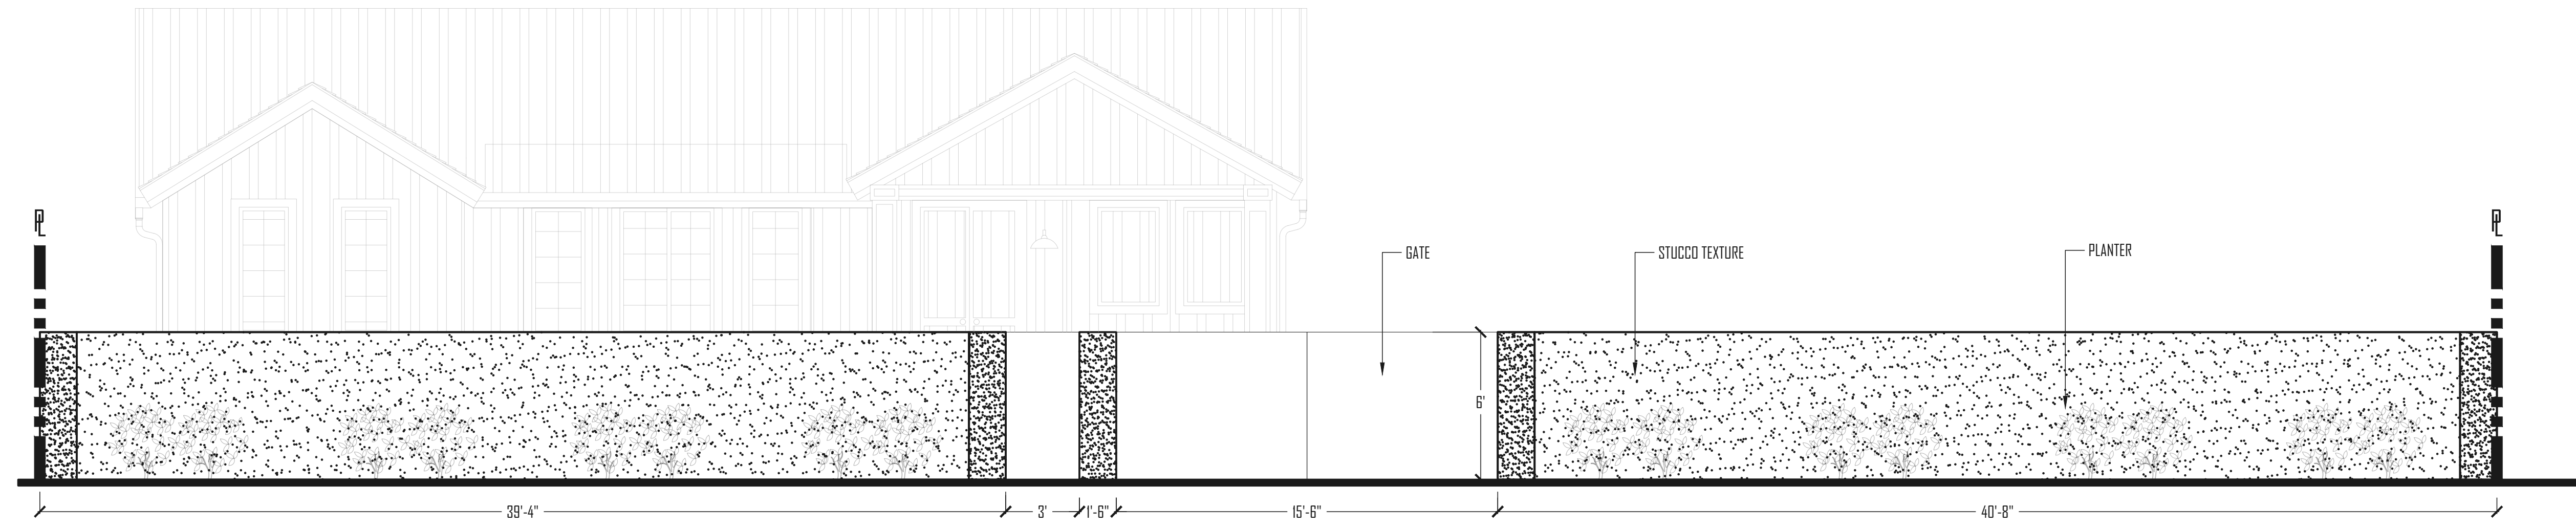 PL
PL
GATE
STUCCO TEXTURE
PLANTER
6'
39'-4"
3'
1'-6"
15'-6"
40'-8"